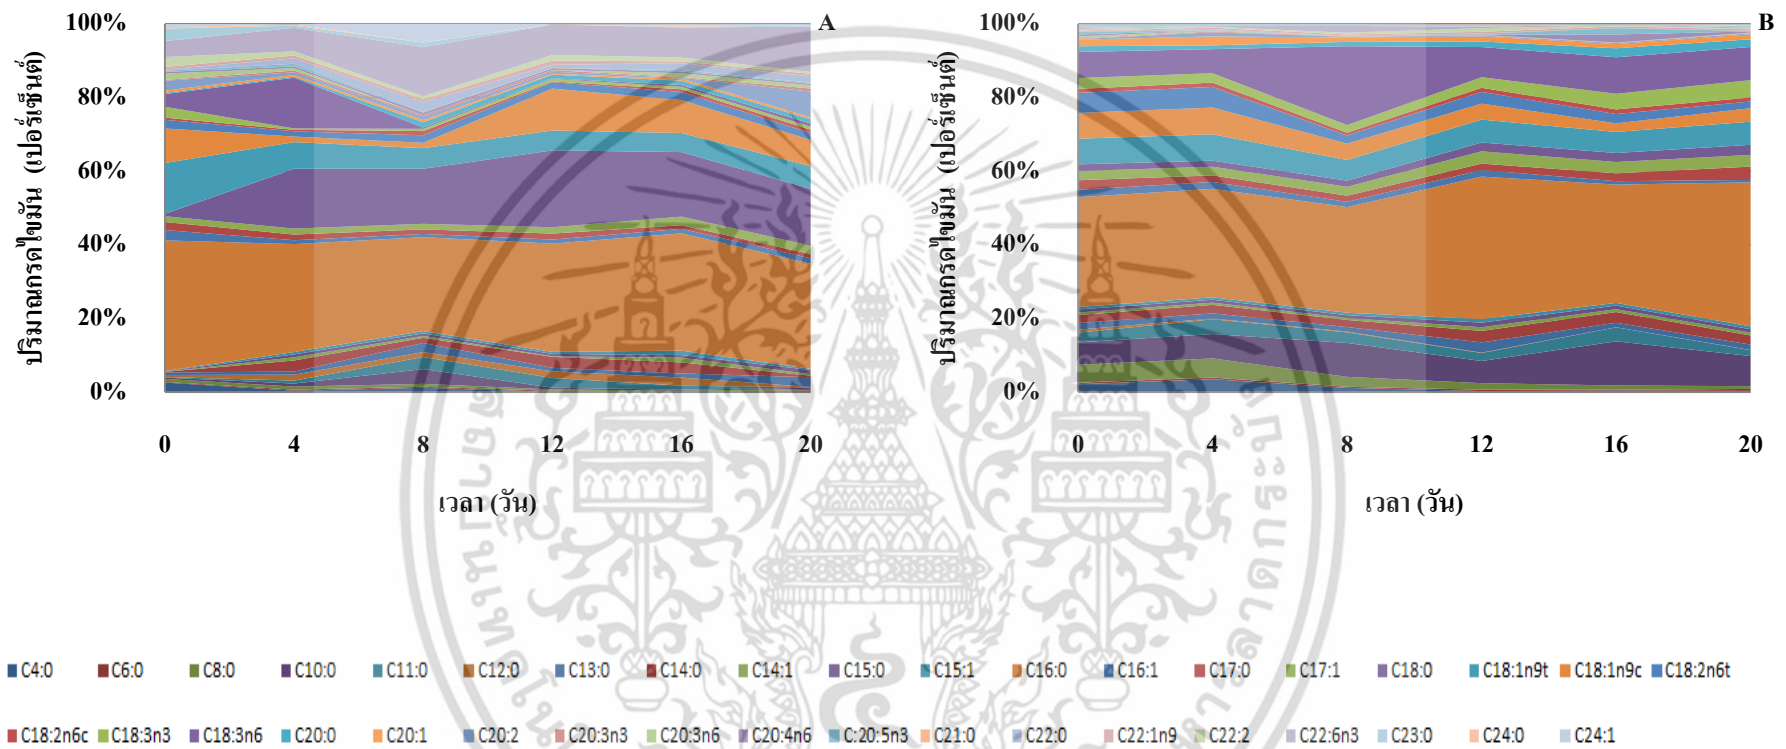 ปริมาณกรดไขมัน (เปอร์เซ็นต์)
100%
80%
60%
40%
20%
0%
A
0 4 8 12 16 20
เวลา (วัน)
ปริมาณกรดไขมัน (เปอร์เซ็นต์)
100%
80%
60%
40%
20%
0%
B
0 4 8 12 16 20
เวลา (วัน)
C4:0 C6:0 C8:0 C10:0 C11:0 C12:0 C13:0 C14:0 C14:1 C15:0 C15:1 C16:0 C16:1 C17:0 C17:1 C18:0 C18:1n9t C18:1n9c C18:2n6t
C18:2n6c C18:3n3 C18:3n6 C20:0 C20:1 C20:2 C20:3n3 C20:3n6 C20:4n6 C:20:5n3 C21:0 C22:0 C22:1n9 C22:2 C22:6n3 C23:0 C24:0 C24:1